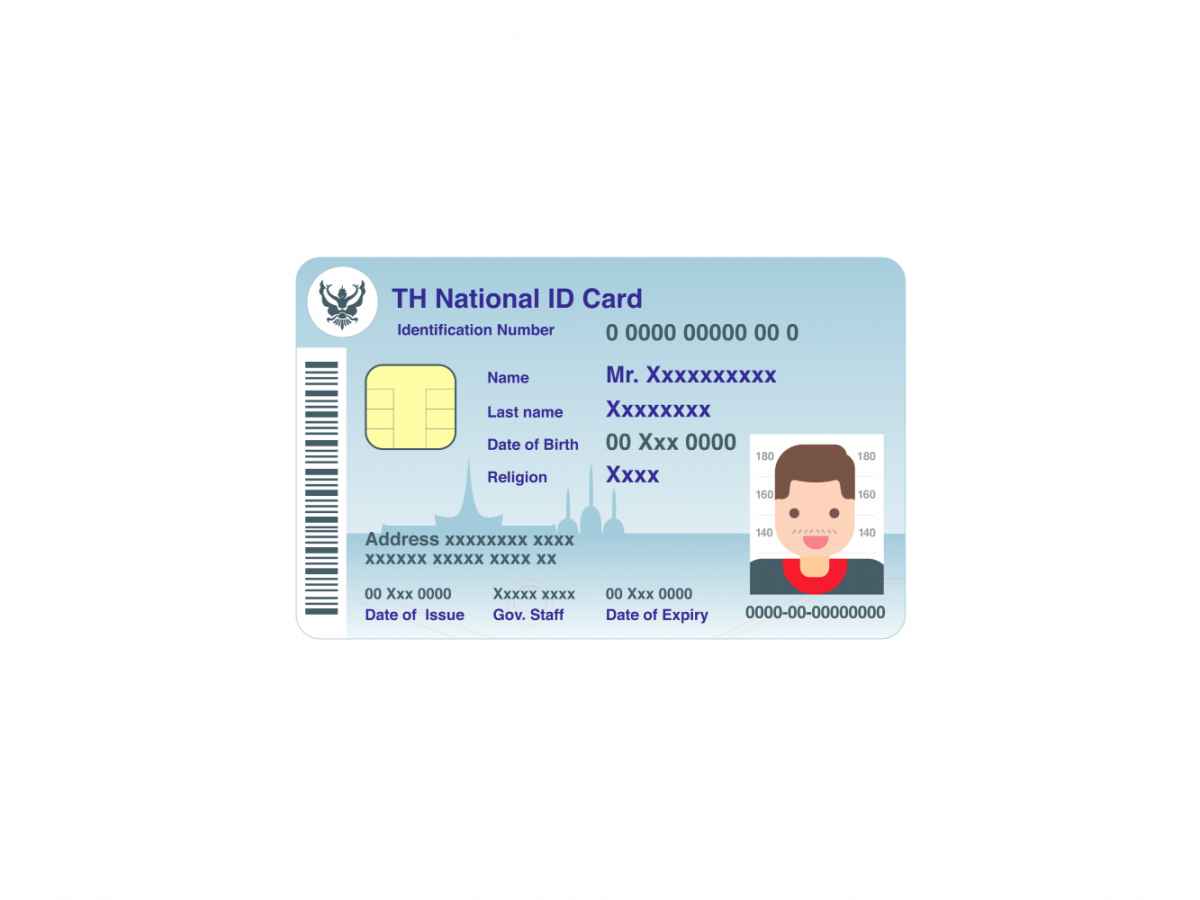 TH National ID Card
Identification Number 0 0000 00000 00 0
Name Mr. Xxxxxxxxxx
Last name Xxxxxxxx
Date of Birth 00 Xxx 0000
Religion Xxxx
180 180
160 160
140 140
Address xxxxxxxx xxxx
xxxxxx xxxxx xxxx xx
00 Xxx 0000 Xxxxx xxxx 00 Xxx 0000
Date of Issue Gov. Staff Date of Expiry
0000-00-00000000